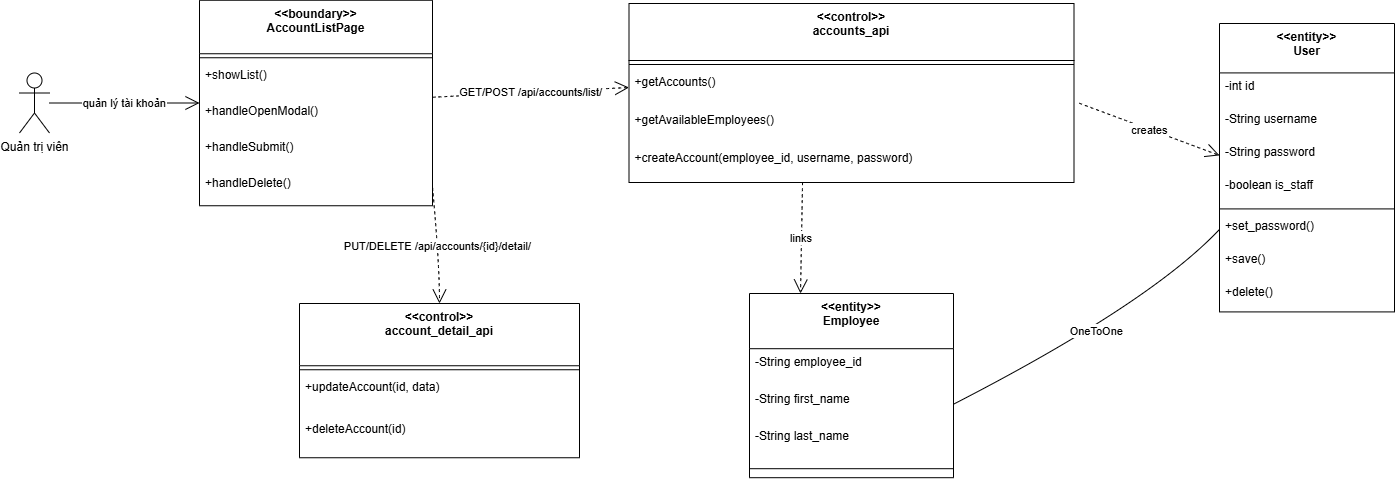 Quản trị viên
quản lý tài khoản
<<boundary>>
AccountListPage
+showList()
+handleOpenModal()
+handleSubmit()
+handleDelete()
GET/POST /api/accounts/list/
PUT/DELETE /api/accounts/{id}/detail/
<<control>>
accounts_api
+getAccounts()
+getAvailableEmployees()
+createAccount(employee_id, username, password)
creates
links
<<entity>>
User
-int id
-String username
-String password
-boolean is_staff
+set_password()
+save()
+delete()
<<control>>
account_detail_api
+updateAccount(id, data)
+deleteAccount(id)
<<entity>>
Employee
-String employee_id
-String first_name
-String last_name
OneToOne